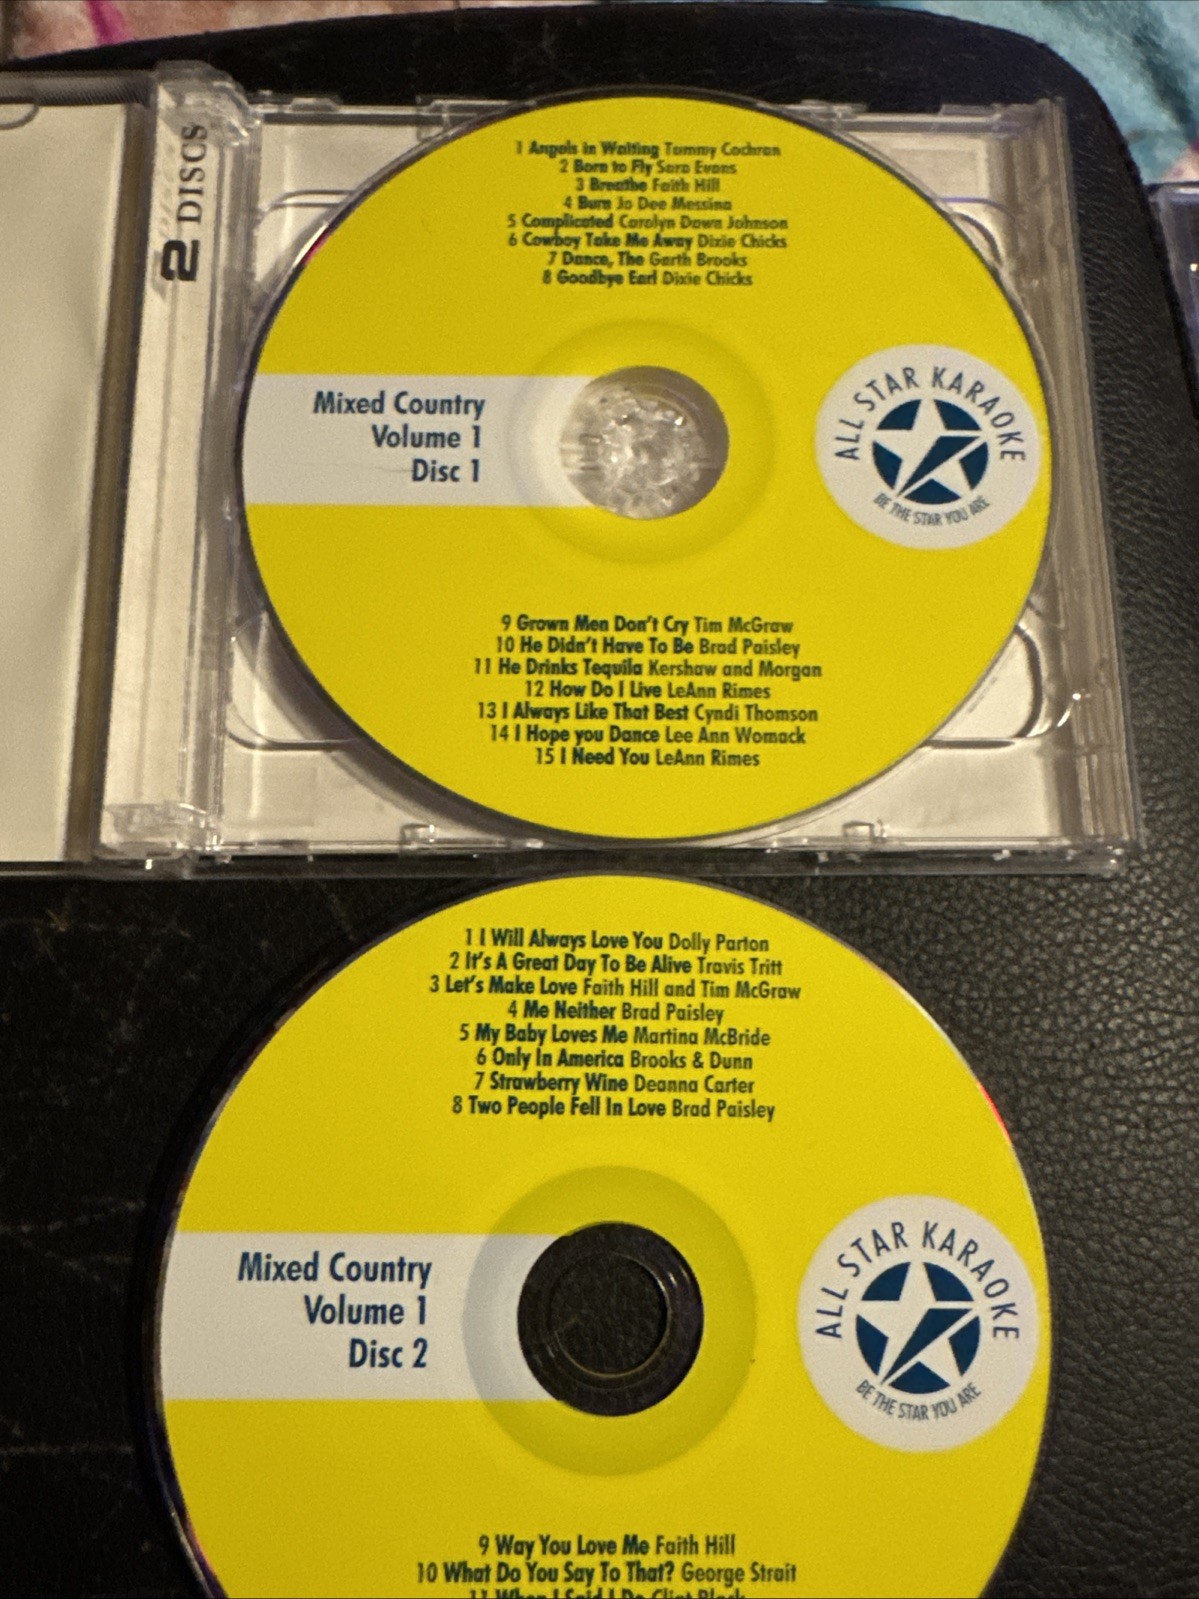 2 DISCS
1 Angels in Waiting Tammy Cochran
2 Born to Fly Sara Evans
3 Breathe Faith Hill
4 Burn Jo Dee Messina
5 Complicated Carolyn Dawn Johnson
6 Cowboy Take Me Away Dixie Chicks
7 Dance, The Garth Brooks
8 Goodbye Earl Dixie Chicks
Mixed Country
Volume 1
Disc 1
ALL STAR KARAOKE
BE THE STAR YOU ARE
9 Grown Men Don't Cry Tim McGraw
10 He Didn't Have To Be Brad Paisley
11 He Drinks Tequila Kershaw and Morgan
12 How Do I Live LeAnn Rimes
13 I Always Like That Best Cyndi Thomson
14 I Hope you Dance Lee Ann Womack
15 I Need You LeAnn Rimes
1 I Will Always Love You Dolly Parton
2 It's A Great Day To Be Alive Travis Tritt
3 Let's Make Love Faith Hill and Tim McGraw
4 Me Neither Brad Paisley
5 My Baby Loves Me Martina McBride
6 Only In America Brooks & Dunn
7 Strawberry Wine Deanna Carter
8 Two People Fell In Love Brad Paisley
Mixed Country
Volume 1
Disc 2
ALL STAR KARAOKE
BE THE STAR YOU ARE
9 Way You Love Me Faith Hill
10 What Do You Say To That? George Strait
11 When I Said I Do Clint Black